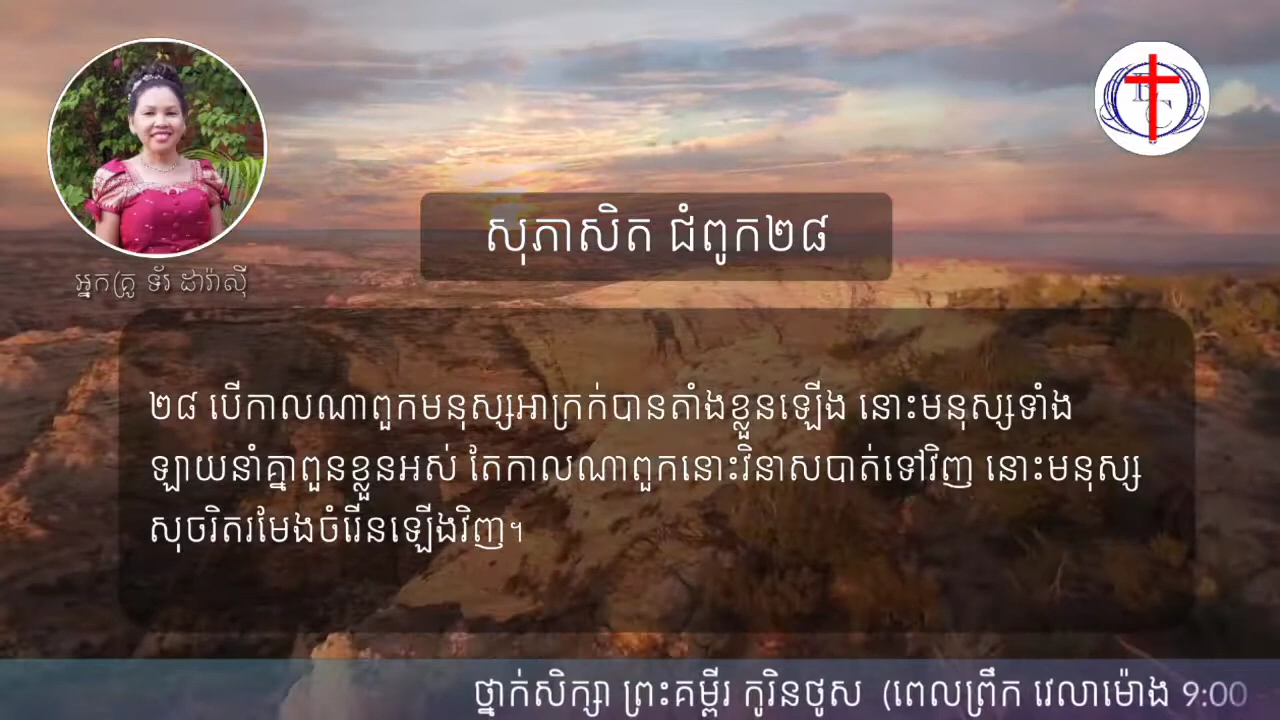 អ្នកគ្រូ ទ័រ ដារ៉ាស៊ី
សុភាសិត ជំពូក២៨
២៨ បើកាលណាពួកមនុស្សអាក្រក់បានតាំងខ្លួនឡើង នោះមនុស្សទាំង
ឡាយនាំគ្នាពួនខ្លួនអស់ តែកាលណាពួកនោះវិនាសបាត់ទៅវិញ នោះមនុស្ស
សុចរិតរមែងចំរើនឡើងវិញ។
ថ្នាក់សិក្សា ព្រះគម្ពីរ កូរិនថូស (ពេលព្រឹក វេលាម៉ោង 9:00